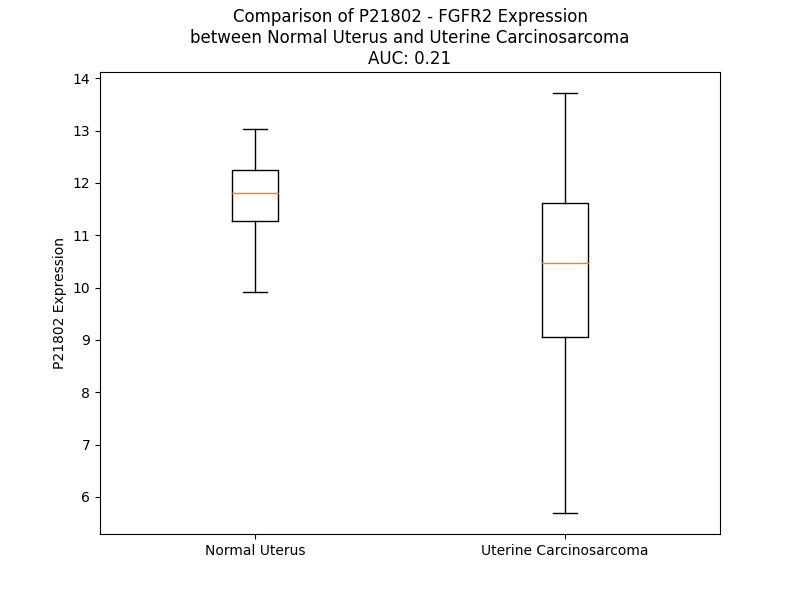 Comparison of P21802 - FGFR2 Expression
between Normal Uterus and Uterine Carcinosarcoma
AUC: 0.21
14
13
12
11
10
9
8
7
6
P21802 Expression
Normal Uterus
Uterine Carcinosarcoma